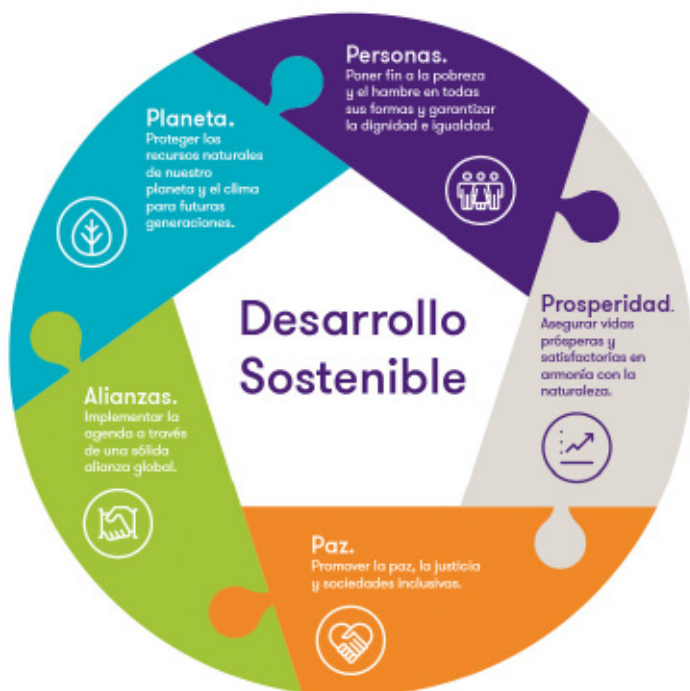 Personas.
Poner fin a la pobreza
y el hambre en todas
sus formas y garantizar
la dignidad e igualdad.
Planeta.
Proteger los
recursos naturales
de nuestro
planeta y el clima
para futuras
generaciones.
Desarrollo
Sostenible
Prosperidad.
Asegurar vidas
prósperas y
satisfactorias en
armonía con la
naturaleza.
Alianzas.
Implementar la
agenda a través
de una sólida
alianza global.
Paz.
Promover la paz, la justicia
y sociedades inclusivas.